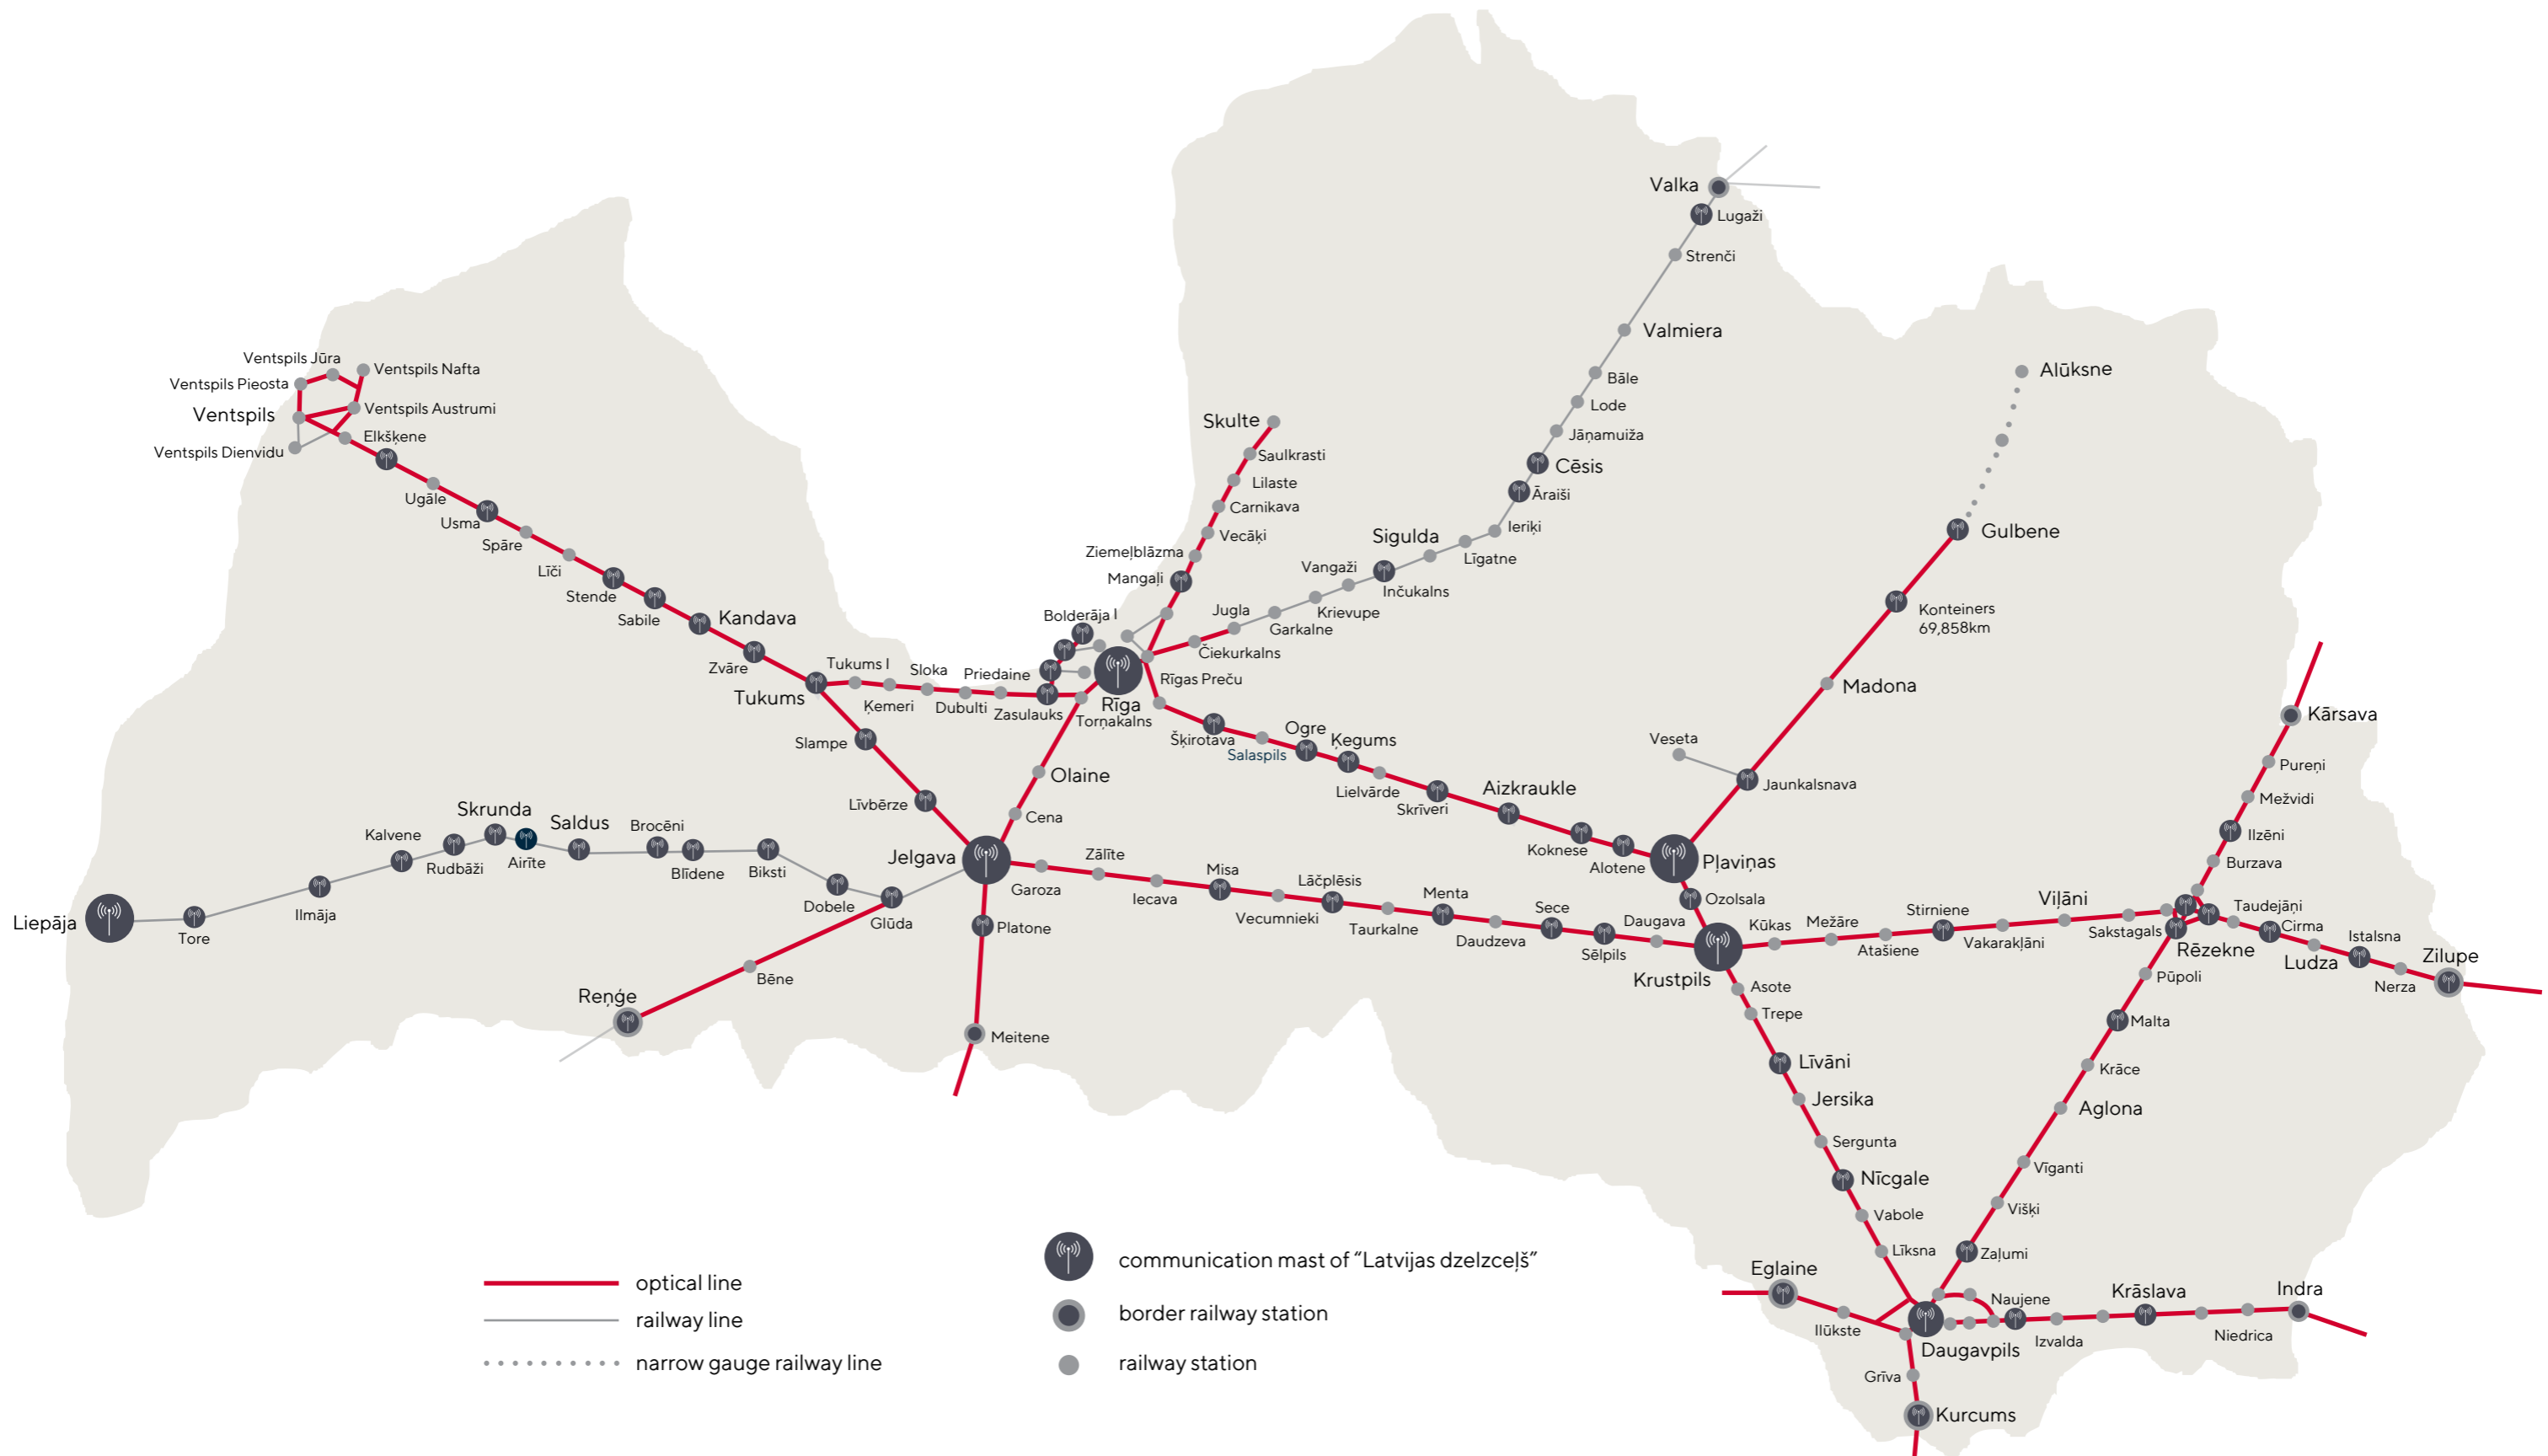 Valka
Lugaži
Strenči
Valmiera
Bāle
Lode
Jāņamuiža
Cēsis
Āraiši
Ieriķi
Līgatne
Sigulda
Inčukalns
Vangaži
Krievupe
Garkalne
Jugla
Čiekurkalns
Alūksne
Gulbene
Konteiners
69,858km
Madona
Veseta
Jaunkalsnava
Skulte
Saulkrasti
Lilaste
Carnikava
Vecāķi
Ziemeļblāzma
Mangaļi
Bolderāja I
Rīgas Preču
Rīga
Ventspils Jūra
Ventspils Nafta
Ventspils Pieosta
Ventspils Austrumi
Ventspils
Elkšķene
Ventspils Dienvidu
Ugāle
Usma
Spāre
Līči
Stende
Sabile
Kandava
Zvāre
Tukums
Tukums I
Ķemeri
Sloka
Dubulti
Priedaine
Zasulauks
Torņakalns
Slampe
Līvbērze
Olaine
Cena
Jelgava
Šķirotava
Salaspils
Ogre
Ķegums
Lielvārde
Skrīveri
Aizkraukle
Koknese
Alotene
Pļaviņas
Ozolsala
Liepāja
Tore
Ilmāja
Kalvene
Rudbāži
Skrunda
Airīte
Saldus
Brocēni
Blīdene
Biksti
Dobele
Glūda
Bēne
Reņģe
Platone
Meitene
Garoza
Zālīte
Iecava
Misa
Vecumnieki
Lāčplēsis
Taurkalne
Menta
Daudzeva
Sece
Sēlpils
Daugava
Krustpils
Kūkas
Mežāre
Atašiene
Stirniene
Vakarakļāni
Viļāni
Sakstagals
Rēzekne
Taudejāņi
Cirma
Ludza
Istalsna
Nerza
Zilupe
Kārsava
Pureņi
Mežvidi
Ilzēni
Burzava
Pūpoli
Malta
Krāce
Aglona
Vīganti
Višķi
Zaļumi
Asote
Trepe
Līvāni
Jersika
Sergunta
Nīcgale
Vabole
Līksna
Eglaine
Ilūkste
Daugavpils
Naujene
Izvalda
Krāslava
Niedrica
Indra
Grīva
Kurcums
optical line
railway line
narrow gauge railway line
communication mast of “Latvijas dzelzceļš”
border railway station
railway station